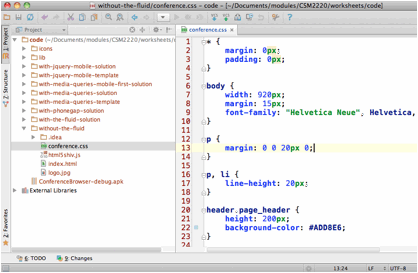 without-the-fluid/conference.css - code - [~/Documents/modules/CSM2220/worksheets/code]
1: Project
7: Structure
2: Favorites
Project
code (~/Documents/modules/CSM2220/worksheets/
icons
lib
with-jquery-mobile-solution
with-jquery-mobile-template
with-media-queries-mobile-first-solution
with-media-queries-solution
with-media-queries-template
with-phonegap-solution
with-the-fluid-solution
without-the-fluid
.idea
conference.css
html5shiv.js
index.html
logo.jpg
ConferenceBrowser-debug.apk
External Libraries
conference.css
1 * {
2 margin: 0px;
3 padding: 0px;
4 }
5
6 body {
7 width: 920px;
8 margin: 15px;
9 font-family: "Helvetica Neue", Helvetica,
10 }
11
12 p {
13 margin: 0 0 20px 0;
14 }
15
16 p, li {
17 line-height: 20px;
18 }
19
20 header.page_header {
21 height: 200px;
22 background-color: #ADD8E6;
23 }
6: TODO
9: Changes
13:24
LF
UTF-8